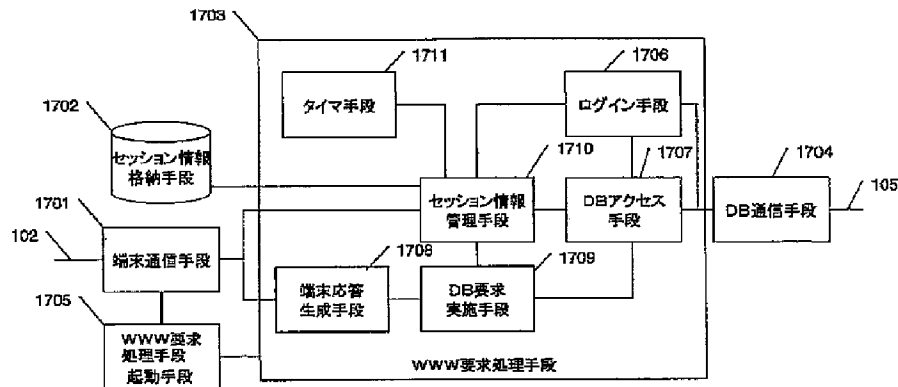 1703
1711
タイマ手段
1706
ログイン手段
1702
セッション情報
格納手段
1710
セッション情報
管理手段
1707
DBアクセス
手段
1704
DB通信手段
105
1701
102
端末通信手段
1708
端末応答
生成手段
1709
DB要求
実施手段
1705
WWW要求
処理手段
起動手段
WWW要求処理手段